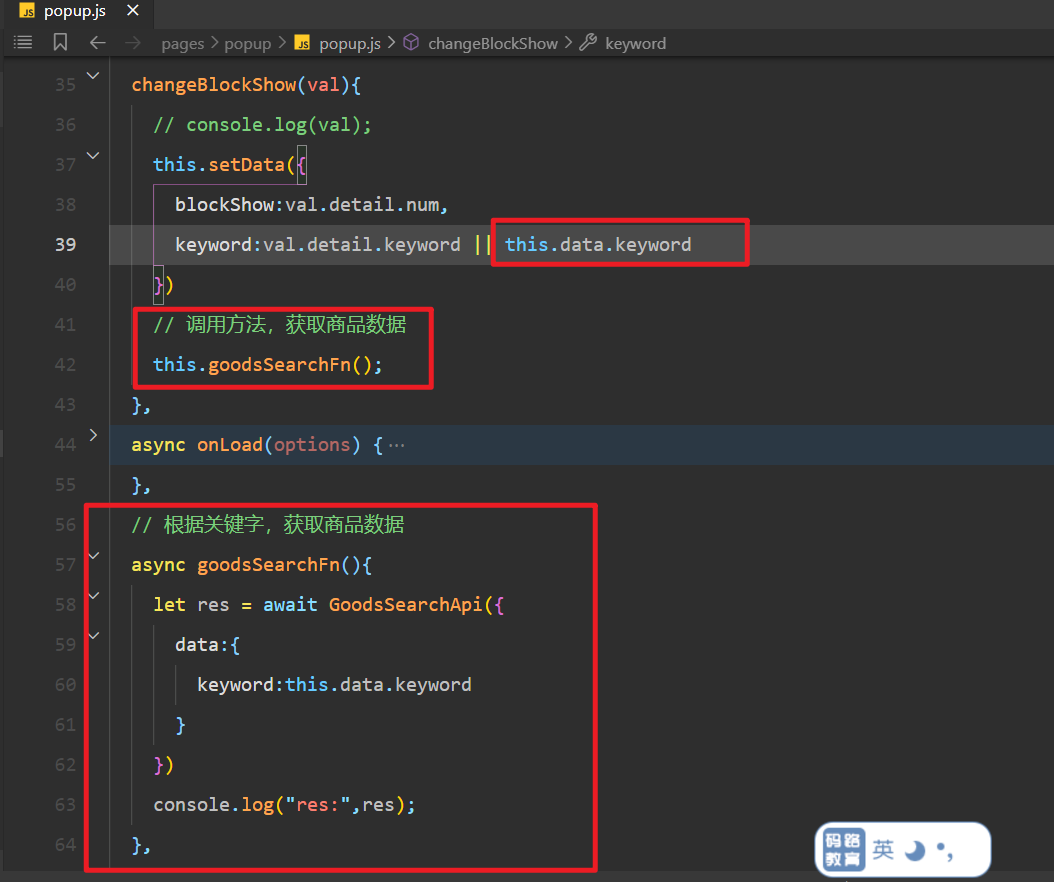 JS popup.js ×
pages > popup > JS popup.js > changeBlockShow > keyword
35 changeBlockShow(val){
36 // console.log(val);
37 this.setData({
38 blockShow:val.detail.num,
39 keyword:val.detail.keyword || this.data.keyword
40 })
41 // 调用方法，获取商品数据
42 this.goodsSearchFn();
43 },
44 async onLoad(options) { ···
55 },
56 // 根据关键字，获取商品数据
57 async goodsSearchFn(){
58 let res = await GoodsSearchApi({
59 data:{
60 keyword:this.data.keyword
61 }
62 })
63 console.log("res:",res);
64 },
码路
教育
英